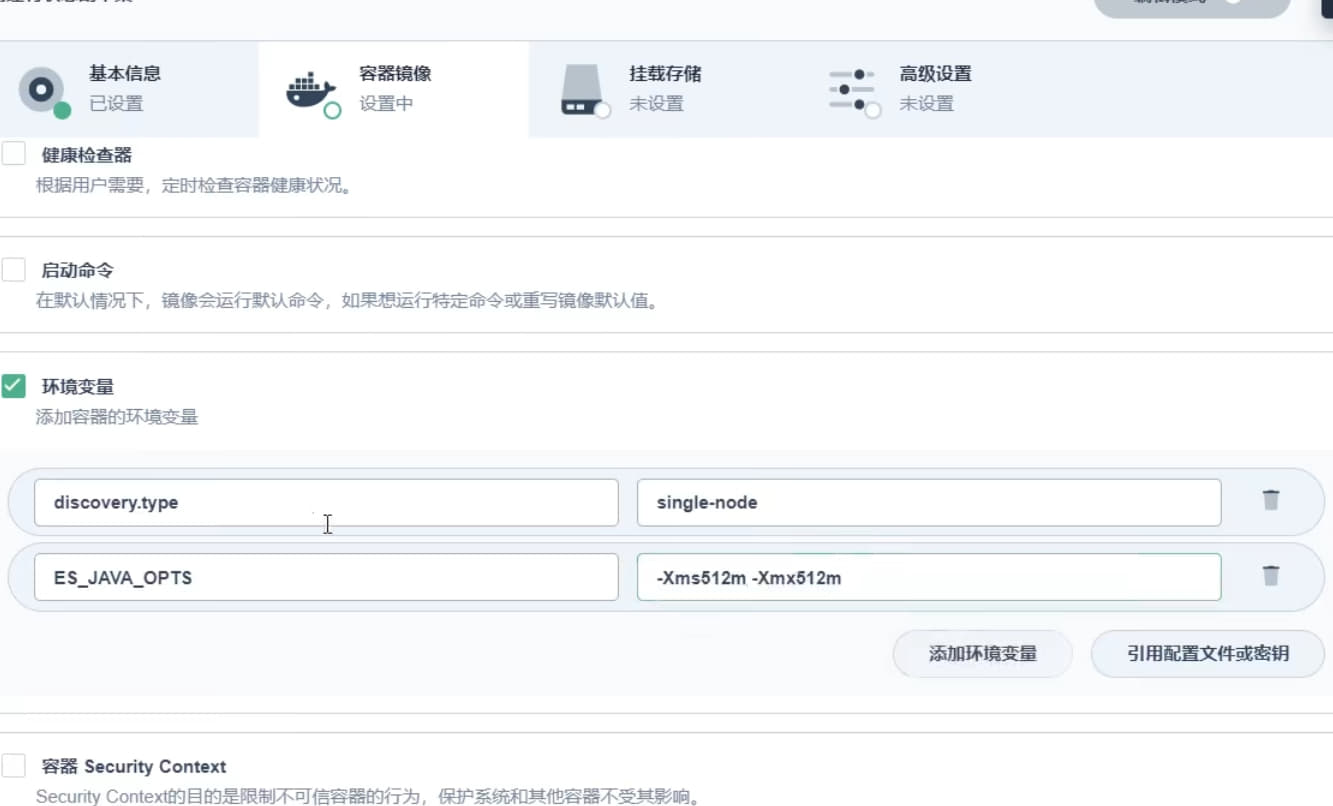 基本信息
已设置
容器镜像
设置中
挂载存储
未设置
高级设置
未设置
健康检查器
根据用户需要，定时检查容器健康状况。
启动命令
在默认情况下，镜像会运行默认命令，如果想运行特定命令或重写镜像默认值。
环境变量
添加容器的环境变量
discovery.type
single-node
ES_JAVA_OPTS
-Xms512m -Xmx512m
添加环境变量
引用配置文件或密钥
容器 Security Context
Security Context的目的是限制不可信容器的行为，保护系统和其他容器不受其影响。